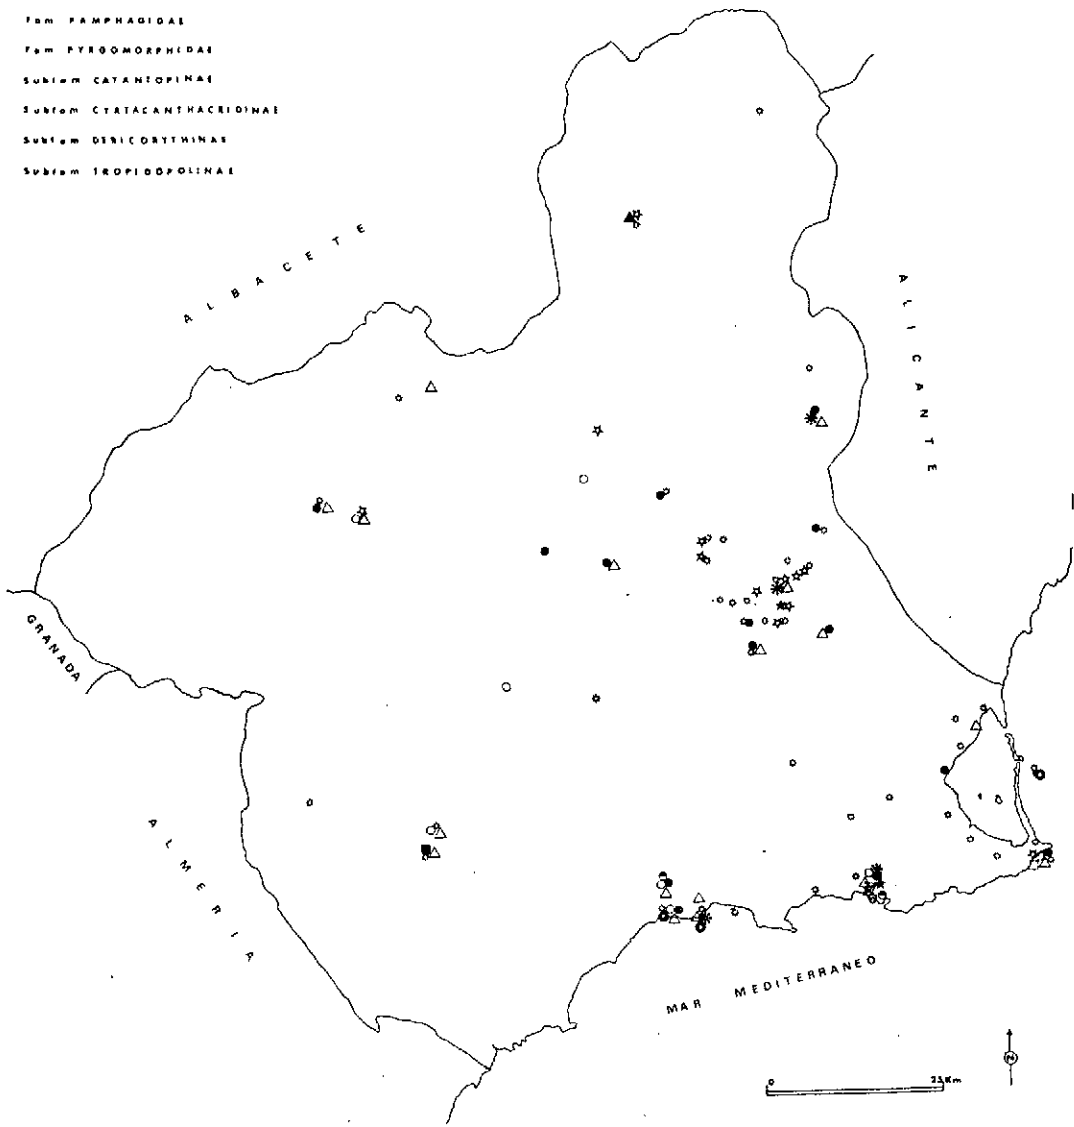 Fam PAMPHAGIDAE
Fam PYRGOMORPHIDAE
Subfam CATANTOPINAE
Subfam CYRTACANTHACRIDINAE
Subfam DERICORYTHINAE
Subfam TROPIDOPOLINAE
ALBACETE
ALICANTE
GRANADA
ALMERIA
MAR MEDITERRANEO
0 25 Km
N